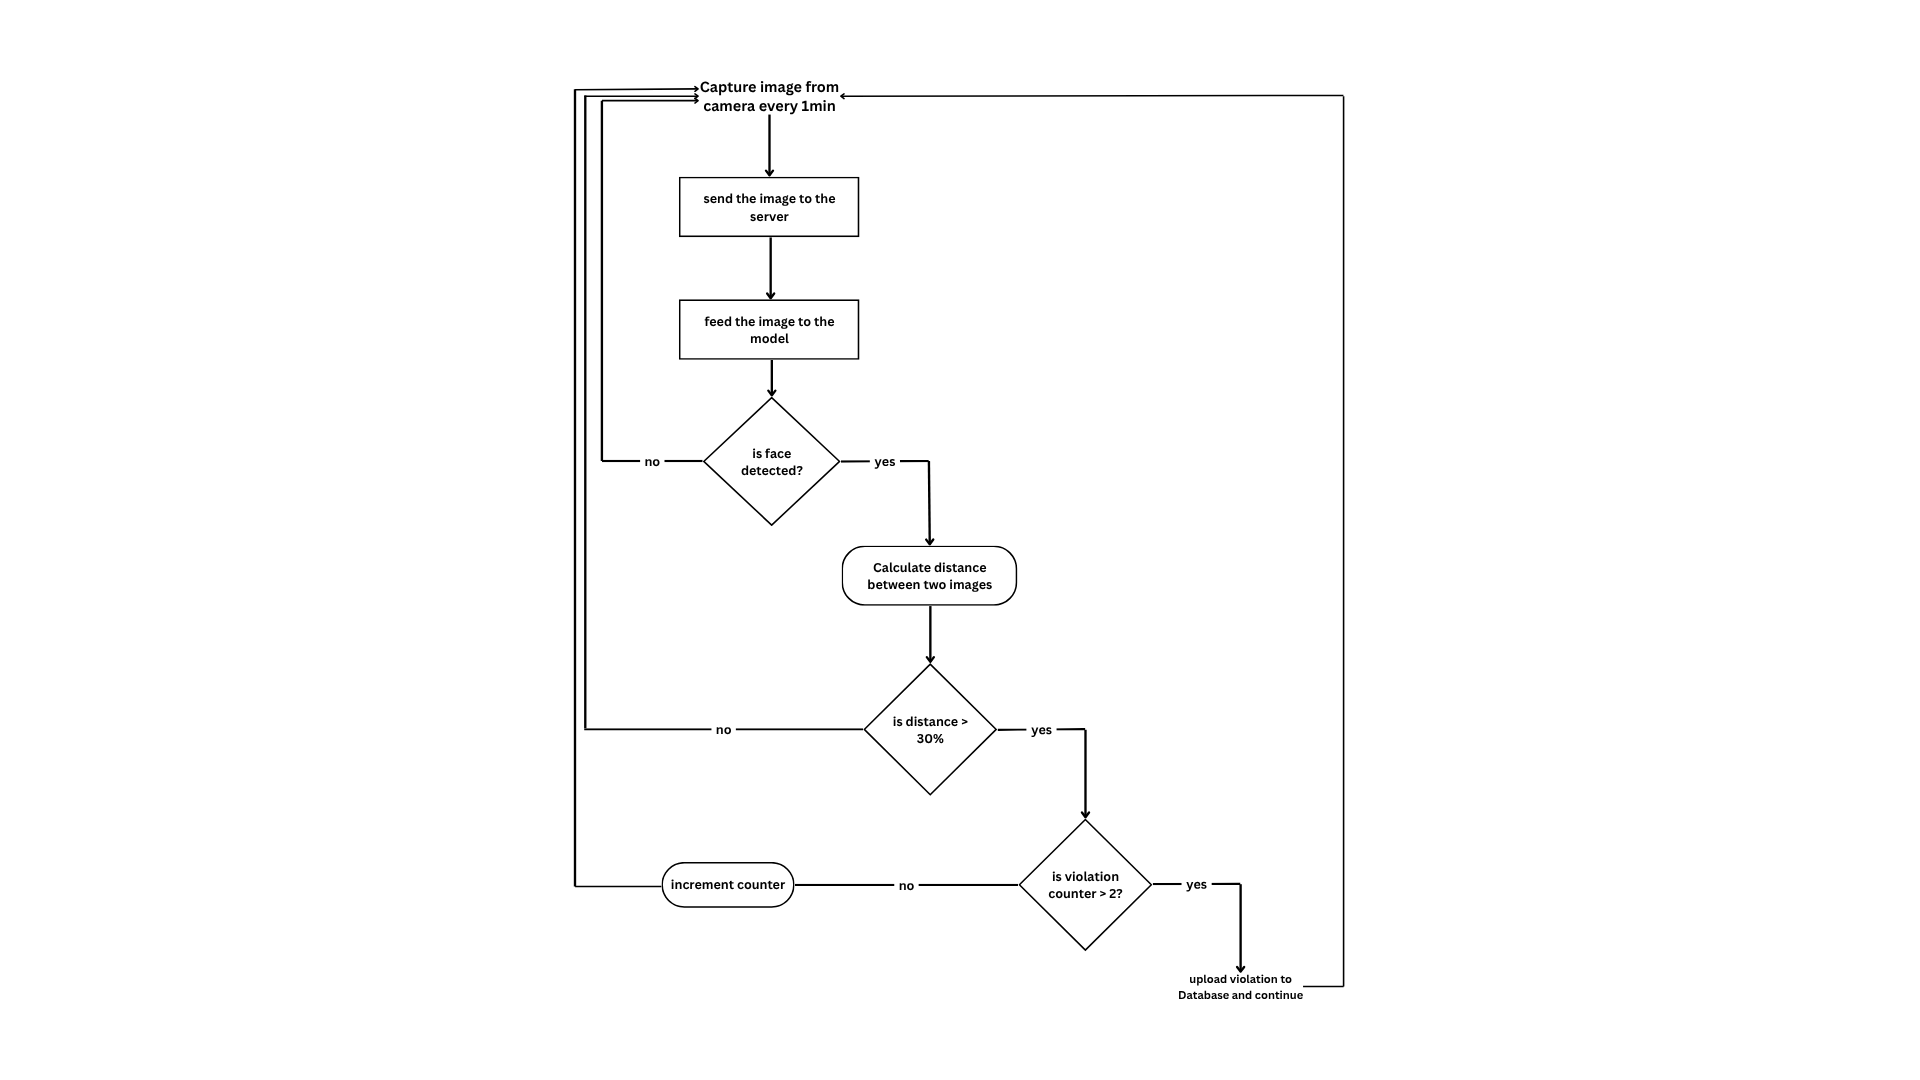 Capture image from
camera every 1min
send the image to the
server
feed the image to the
model
is face
detected?
no
yes
Calculate distance
between two images
is distance >
30%
no
yes
is violation
counter > 2?
no
yes
increment counter
upload violation to
Database and continue